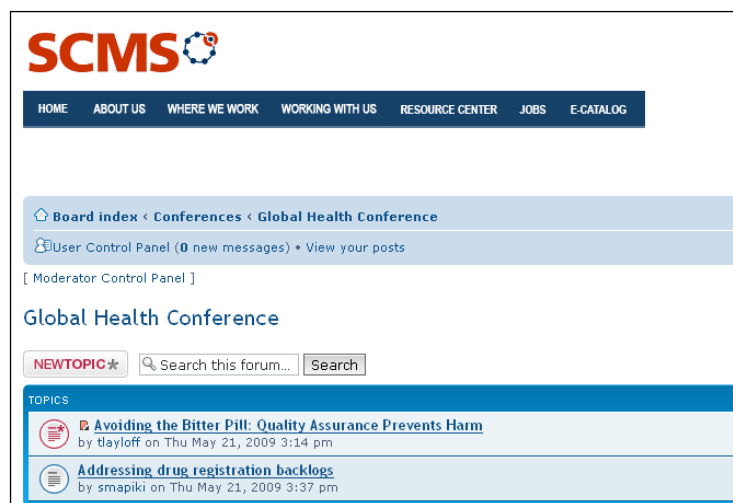 SCMS
HOME ABOUT US WHERE WE WORK WORKING WITH US RESOURCE CENTER JOBS E-CATALOG
Board index ‹ Conferences ‹ Global Health Conference
User Control Panel (0 new messages) • View your posts
[ Moderator Control Panel ]
Global Health Conference
NEWTOPIC* Search this forum... Search
TOPICS
Avoiding the Bitter Pill: Quality Assurance Prevents Harm
by tlayloff on Thu May 21, 2009 3:14 pm
Addressing drug registration backlogs
by smapiki on Thu May 21, 2009 3:37 pm